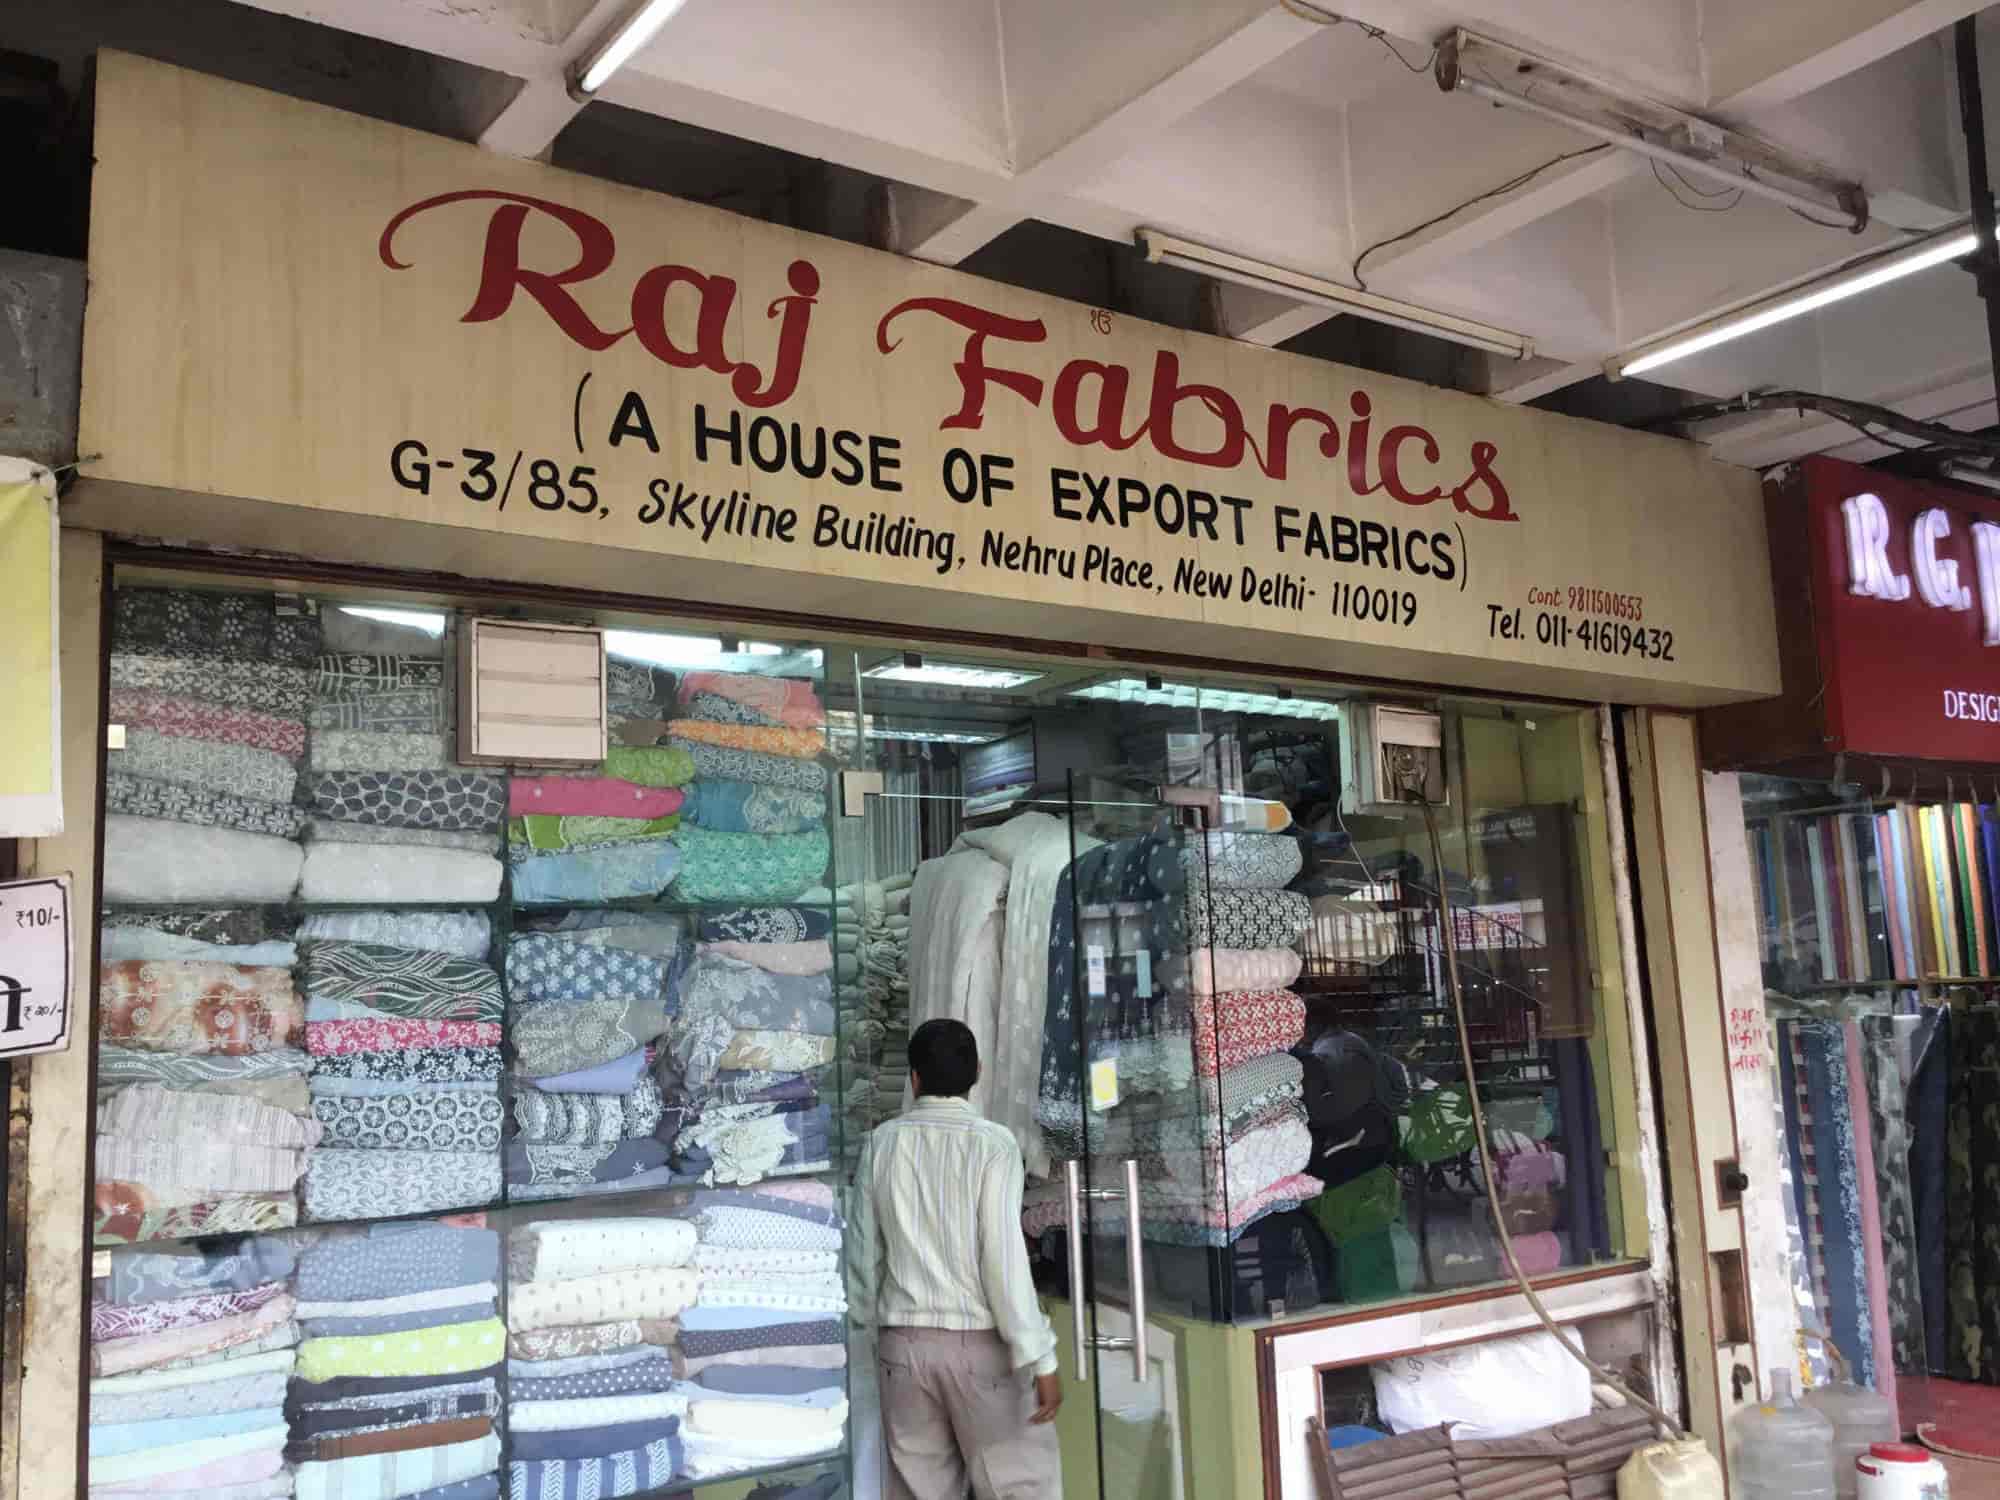 ੴ
Raj Fabrics
(A HOUSE OF EXPORT FABRICS)
G-3/85, Skyline Building, Nehru Place, New Delhi- 110019
Cont. 9811500553
Tel. 011-41619432
R.G.
DESIG
₹10/-